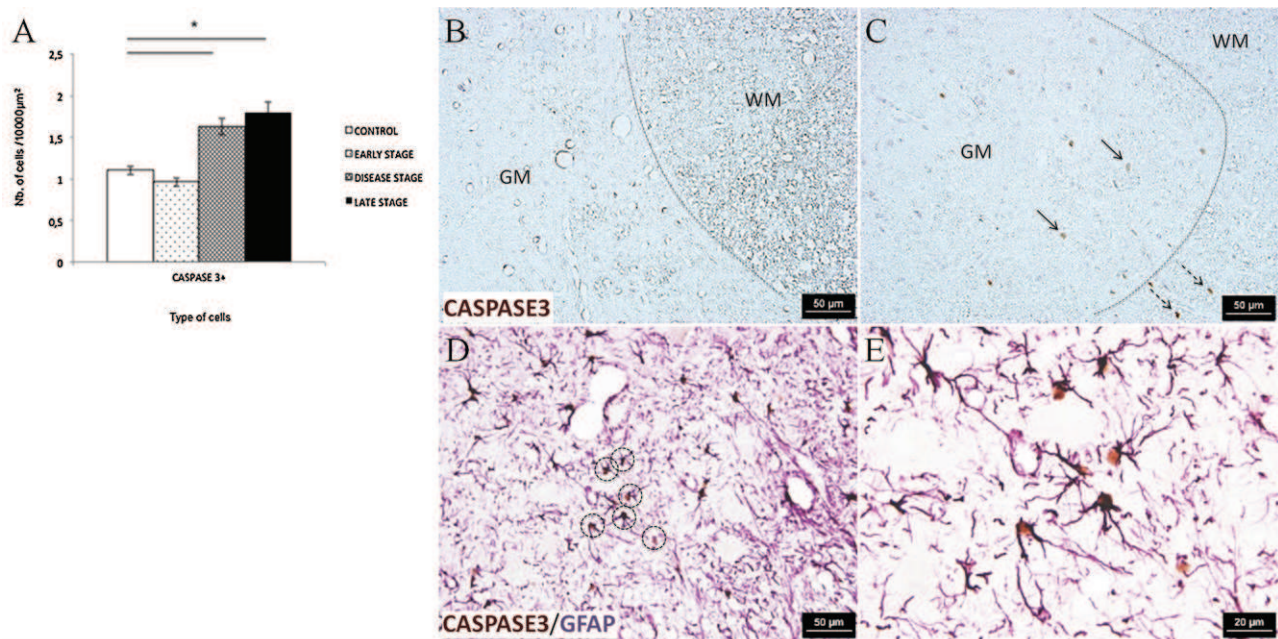 A
*
Nb. of cells /10000µm²
2,5
2
1,5
1
0,5
0
CASPASE 3+
Type of cells
CONTROL
EARLY STAGE
DISEASE STAGE
LATE STAGE
B
GM
WM
CASPASE3
50 µm
C
WM
GM
50 µm
D
CASPASE3/GFAP
50 µm
E
20 µm